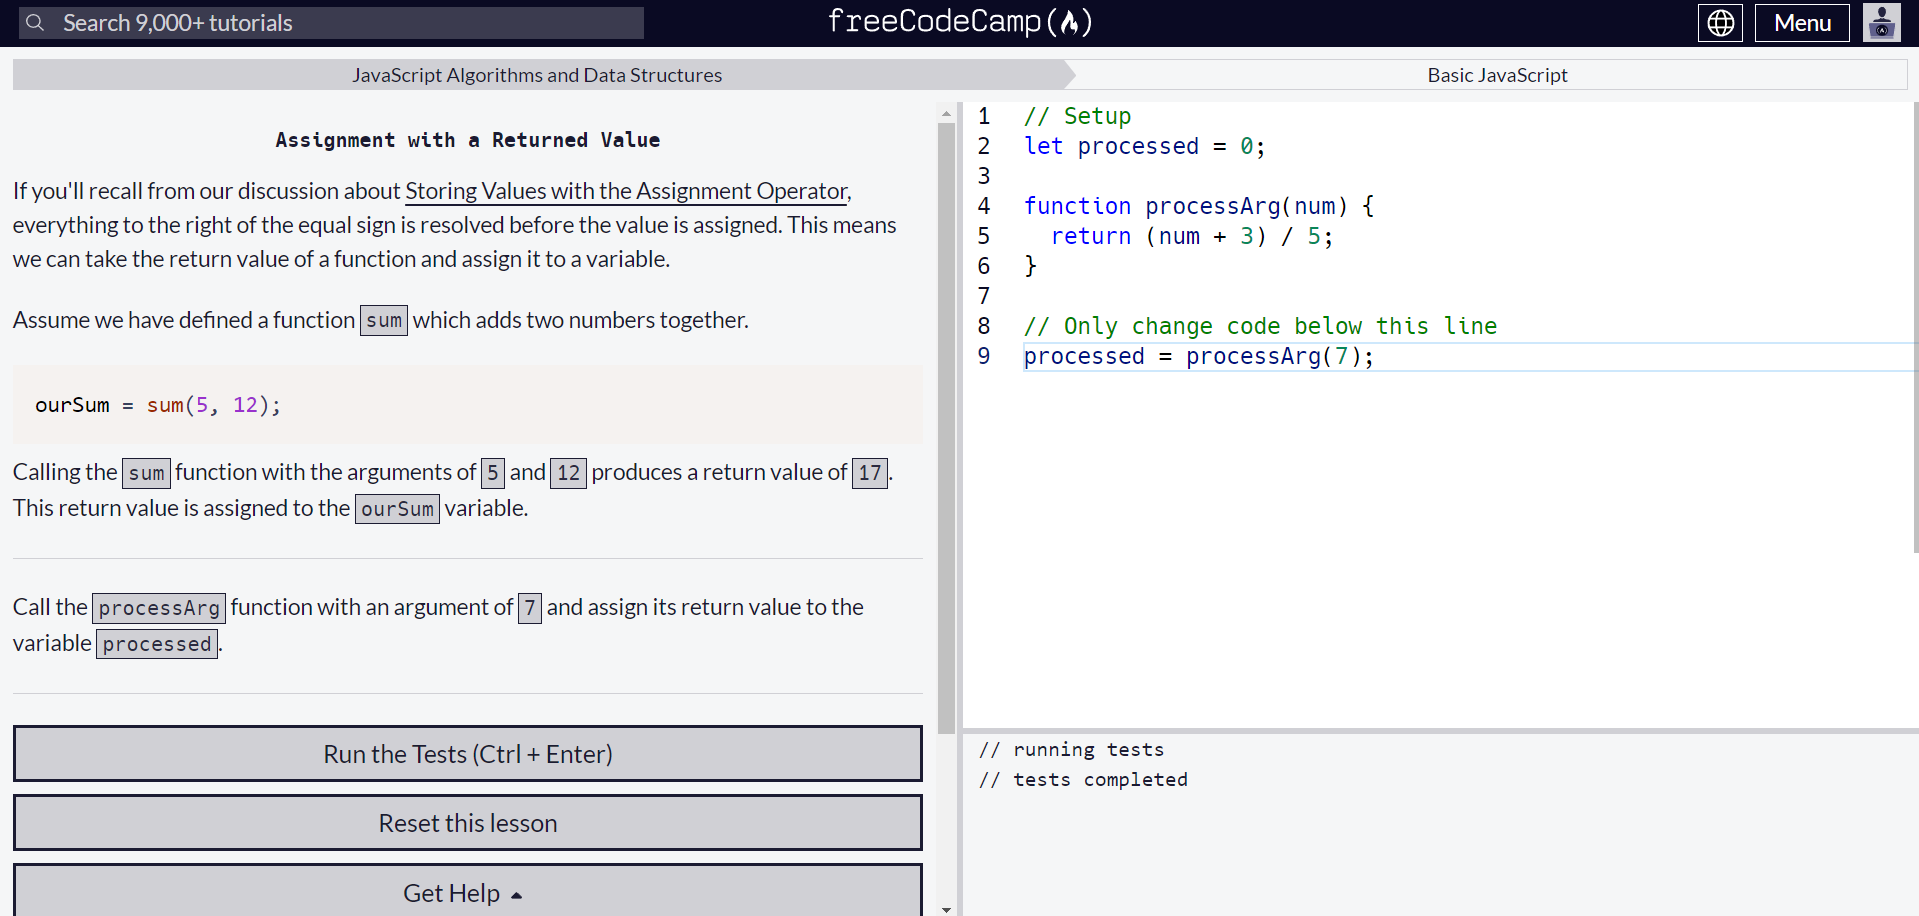 Search 9,000+ tutorials
freeCodeCamp(🔥)
Menu
JavaScript Algorithms and Data Structures
Basic JavaScript
Assignment with a Returned Value
If you'll recall from our discussion about Storing Values with the Assignment Operator,
everything to the right of the equal sign is resolved before the value is assigned. This means
we can take the return value of a function and assign it to a variable.
Assume we have defined a function sum which adds two numbers together.
ourSum = sum(5, 12);
Calling the sum function with the arguments of 5 and 12 produces a return value of 17.
This return value is assigned to the ourSum variable.
Call the processArg function with an argument of 7 and assign its return value to the
variable processed.
Run the Tests (Ctrl + Enter)
Reset this lesson
Get Help
1 // Setup
2 let processed = 0;
3
4 function processArg(num) {
5   return (num + 3) / 5;
6 }
7
8 // Only change code below this line
9 processed = processArg(7);
// running tests
// tests completed